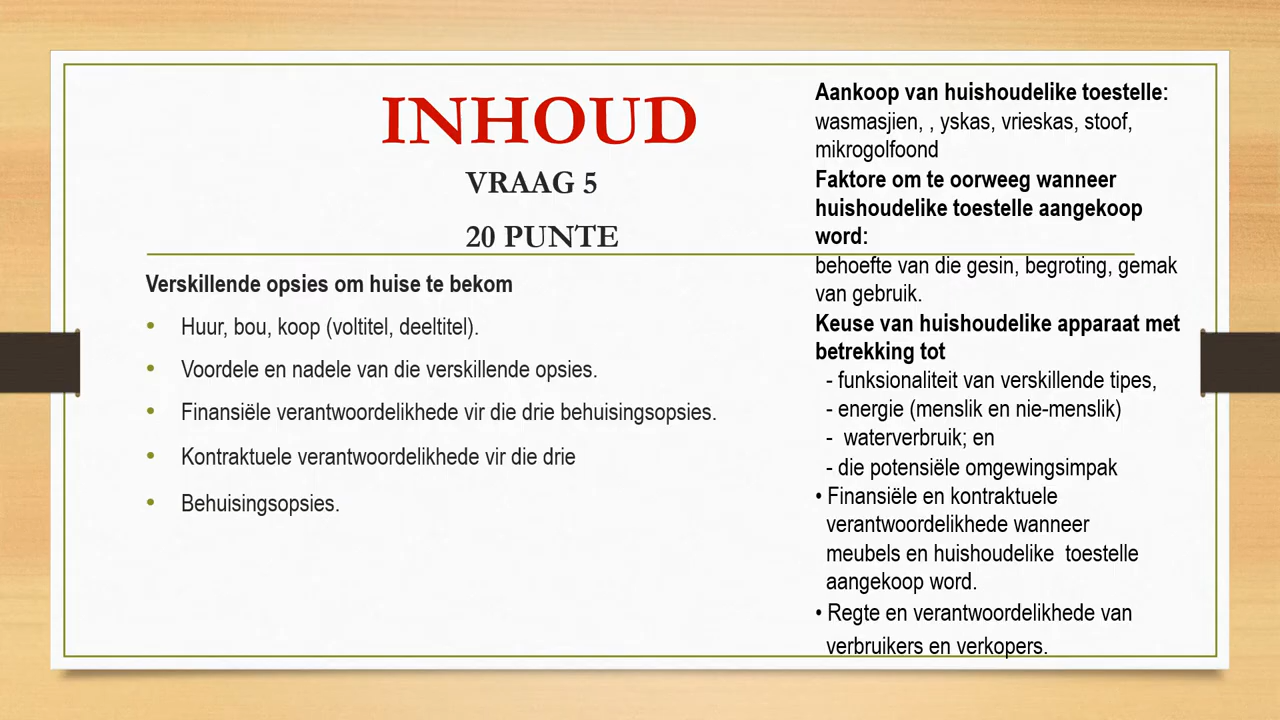 INHOUD
VRAAG 5
20 PUNTE
Verskillende opsies om huise te bekom
• Huur, bou, koop (voltitel, deeltitel).
• Voordele en nadele van die verskillende opsies.
• Finansiële verantwoordelikhede vir die drie behuisingsopsies.
• Kontraktuele verantwoordelikhede vir die drie
• Behuisingsopsies.
Aankoop van huishoudelike toestelle:
wasmasjien, , yskas, vrieskas, stoof,
mikrogolfoond
Faktore om te oorweeg wanneer
huishoudelike toestelle aangekoop
word:
behoefte van die gesin, begroting, gemak
van gebruik.
Keuse van huishoudelike apparaat met
betrekking tot
- funksionaliteit van verskillende tipes,
- energie (menslik en nie-menslik)
- waterverbruik; en
- die potensiële omgewingsimpak
• Finansiële en kontraktuele
verantwoordelikhede wanneer
meubels en huishoudelike toestelle
aangekoop word.
• Regte en verantwoordelikhede van
verbruikers en verkopers.